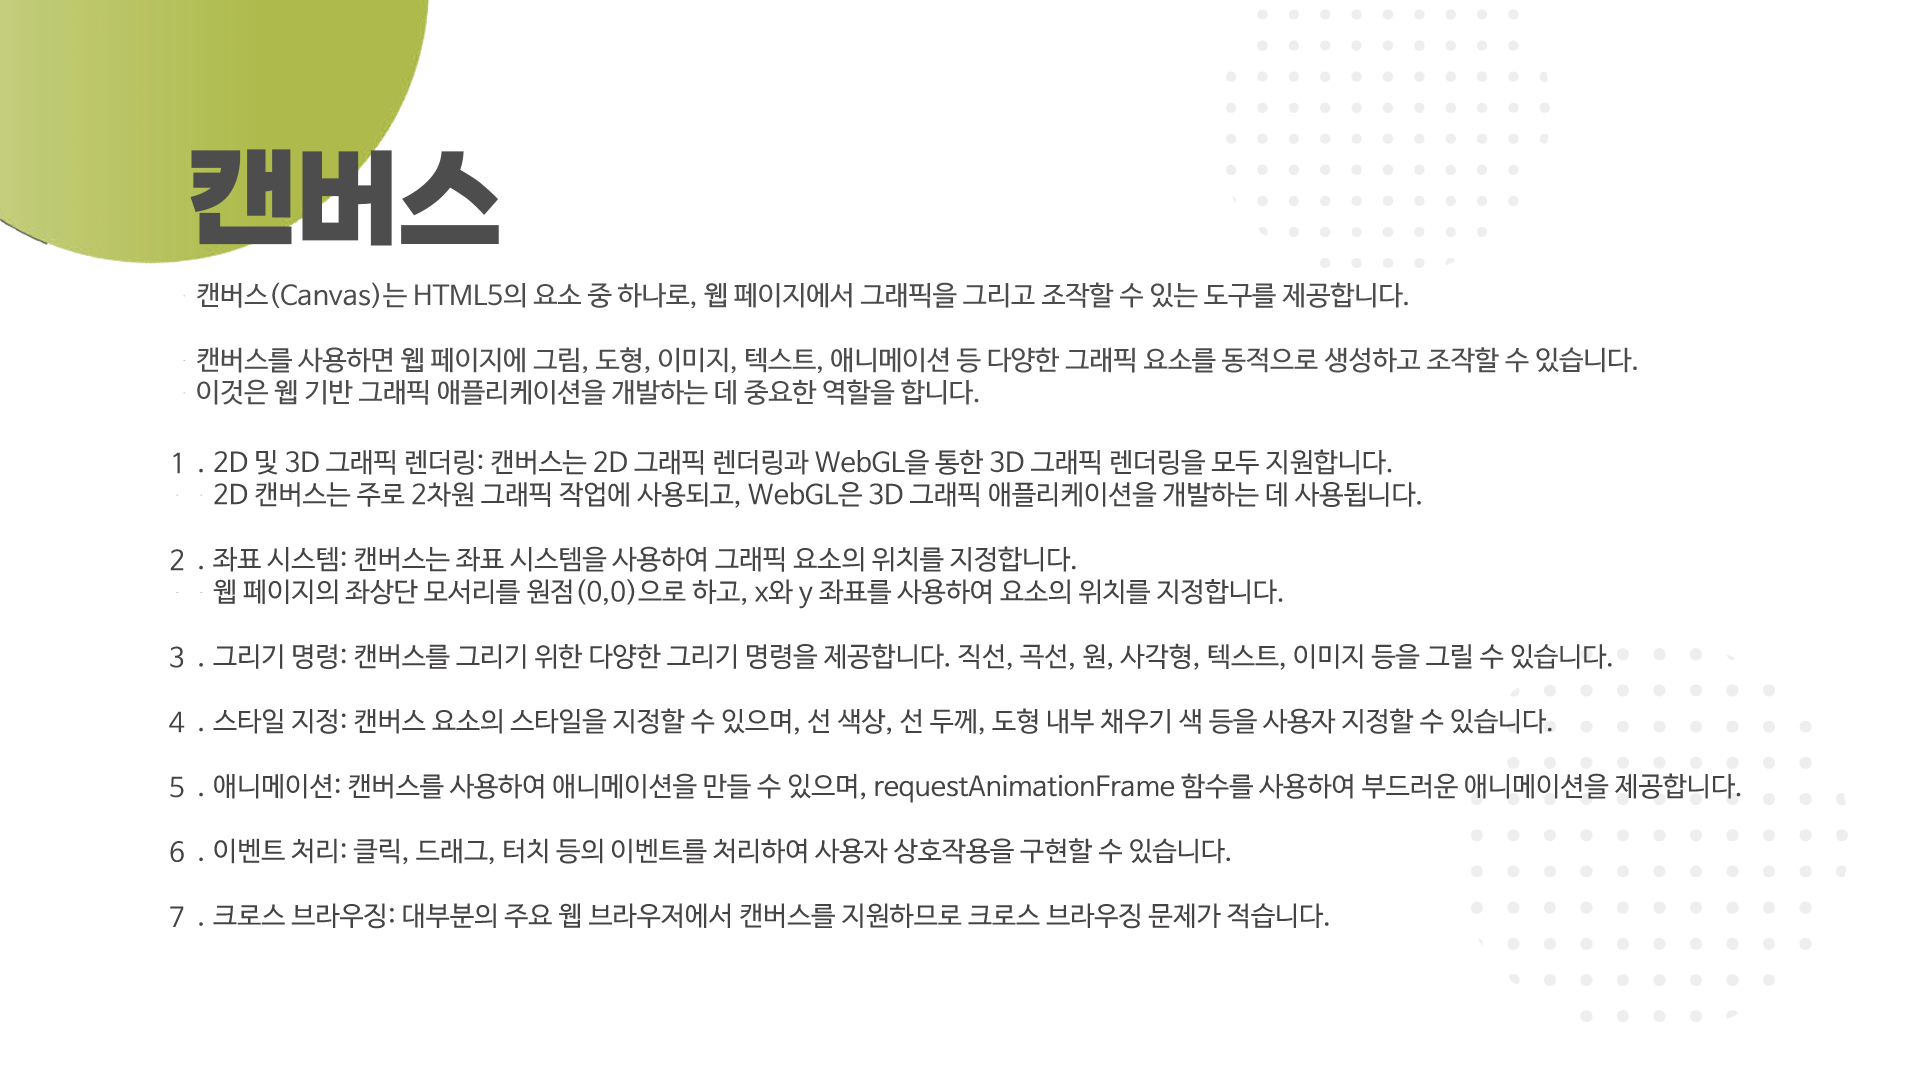 캔버스
캔버스(Canvas)는 HTML5의 요소 중 하나로, 웹 페이지에서 그래픽을 그리고 조작할 수 있는 도구를 제공합니다.
캔버스를 사용하면 웹 페이지에 그림, 도형, 이미지, 텍스트, 애니메이션 등 다양한 그래픽 요소를 동적으로 생성하고 조작할 수 있습니다.
이것은 웹 기반 그래픽 애플리케이션을 개발하는 데 중요한 역할을 합니다.
1 . 2D 및 3D 그래픽 렌더링: 캔버스는 2D 그래픽 렌더링과 WebGL을 통한 3D 그래픽 렌더링을 모두 지원합니다.
2D 캔버스는 주로 2차원 그래픽 작업에 사용되고, WebGL은 3D 그래픽 애플리케이션을 개발하는 데 사용됩니다.
2 . 좌표 시스템: 캔버스는 좌표 시스템을 사용하여 그래픽 요소의 위치를 지정합니다.
웹 페이지의 좌상단 모서리를 원점(0,0)으로 하고, x와 y 좌표를 사용하여 요소의 위치를 지정합니다.
3 . 그리기 명령: 캔버스를 그리기 위한 다양한 그리기 명령을 제공합니다. 직선, 곡선, 원, 사각형, 텍스트, 이미지 등을 그릴 수 있습니다.
4 . 스타일 지정: 캔버스 요소의 스타일을 지정할 수 있으며, 선 색상, 선 두께, 도형 내부 채우기 색 등을 사용자 지정할 수 있습니다.
5 . 애니메이션: 캔버스를 사용하여 애니메이션을 만들 수 있으며, requestAnimationFrame 함수를 사용하여 부드러운 애니메이션을 제공합니다.
6 . 이벤트 처리: 클릭, 드래그, 터치 등의 이벤트를 처리하여 사용자 상호작용을 구현할 수 있습니다.
7 . 크로스 브라우징: 대부분의 주요 웹 브라우저에서 캔버스를 지원하므로 크로스 브라우징 문제가 적습니다.